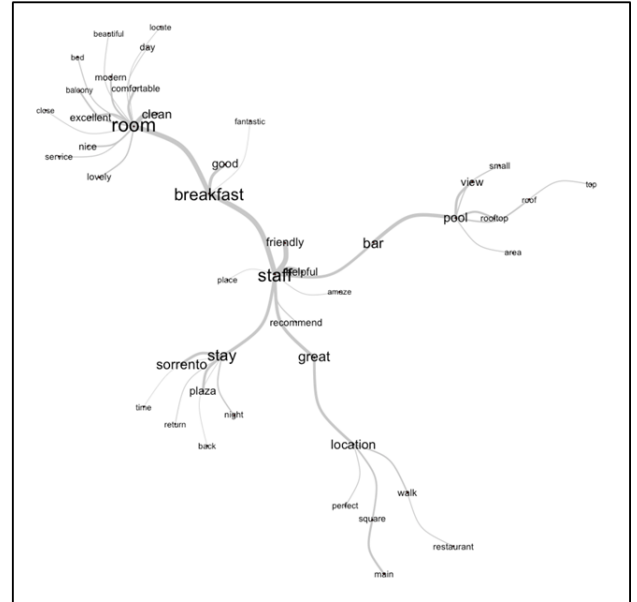 locate
beautiful
day
bed
modern
comfortable
balcony
close
excellent
clean
room
fantastic
nice
service
good
small
lovely
view
top
breakfast
roof
pool
rooftop
friendly
bar
area
staff
helpful
place
amaze
recommend
stay
great
sorrento
plaza
time
night
return
back
location
walk
perfect
square
restaurant
main